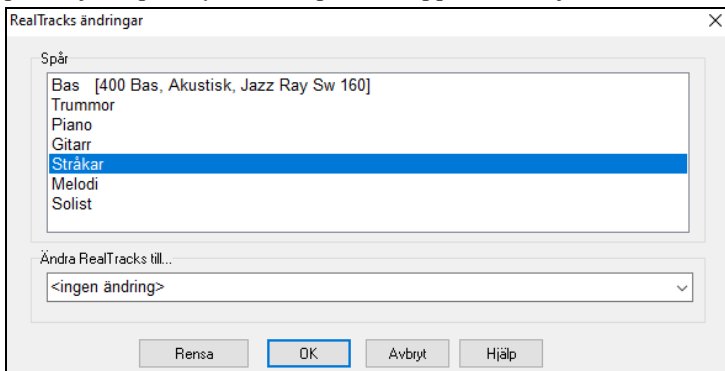 RealTracks ändringar
Spår
Bas [400 Bas, Akustisk, Jazz Ray Sw 160]
Trummor
Piano
Gitarr
Stråkar
Melodi
Solist
Ändra RealTracks till...
<ingen ändring>
Rensa OK Avbryt Hjälp